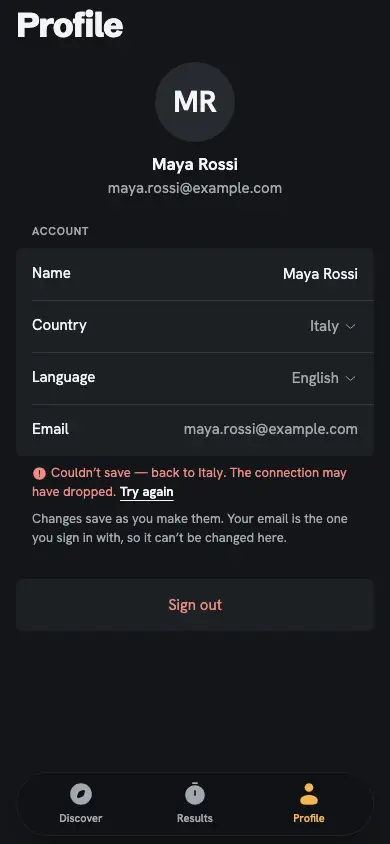 Profile
MR
Maya Rossi
maya.rossi@example.com
ACCOUNT
Name Maya Rossi
Country Italy
Language English
Email maya.rossi@example.com
Couldn’t save — back to Italy. The connection may
have dropped. Try again
Changes save as you make them. Your email is the one
you sign in with, so it can’t be changed here.
Sign out
Discover Results Profile